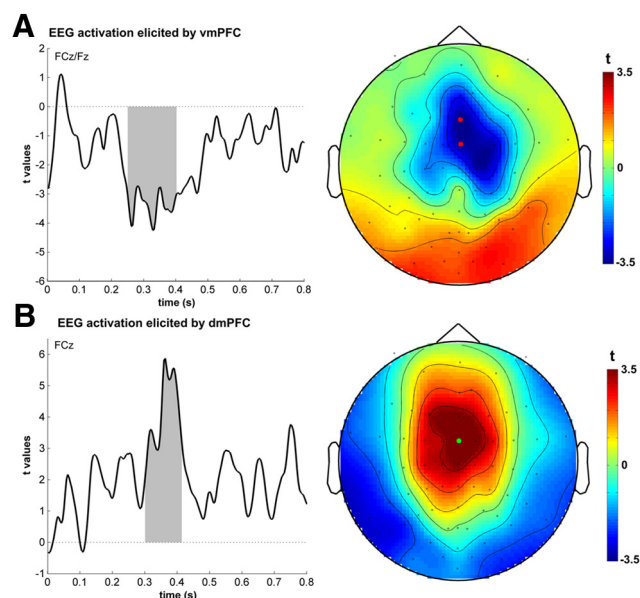 A
EEG activation elicited by vmPFC
FCz/Fz
2
1
0
-1
-2
-3
-4
-5
-6
t values
0 0.1 0.2 0.3 0.4 0.5 0.6 0.7 0.8
time (s)
t
3.5
0
-3.5
B
EEG activation elicited by dmPFC
FCz
6
5
4
3
2
1
0
-1
t values
0 0.1 0.2 0.3 0.4 0.5 0.6 0.7 0.8
time (s)
t
3.5
0
-3.5